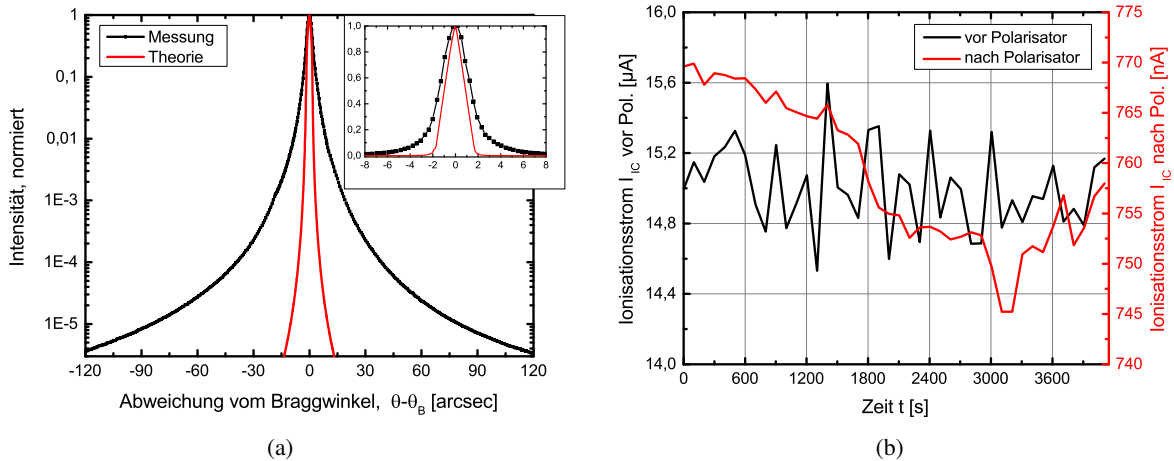 1
0,1
0,01
1E-3
1E-4
1E-5
Intensität, normiert
Messung
Theorie
1,0
0,8
0,6
0,4
0,2
0,0
-8 -6 -4 -2 0 2 4 6 8
-120 -90 -60 -30 0 30 60 90 120
Abweichung vom Braggwinkel, θ-θ_B [arcsec]
(a)
16,0
15,6
15,2
14,8
14,4
14,0
Ionisationsstrom I_IC vor Pol. [µA]
vor Polarisator
nach Polarisator
775
770
765
760
755
750
745
740
Ionisationsstrom I_IC nach Pol. [nA]
0 600 1200 1800 2400 3000 3600
Zeit t [s]
(b)